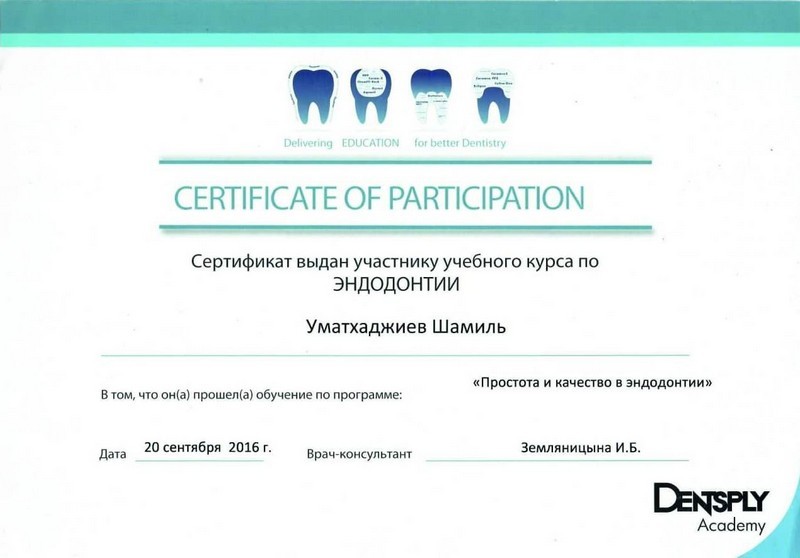 Delivering EDUCATION for better Dentistry
CERTIFICATE OF PARTICIPATION
Сертификат выдан участнику учебного курса по
ЭНДОДОНТИИ
Уматхаджиев Шамиль
«Простота и качество в эндодонтии»
В том, что он(а) прошел(а) обучение по программе:
Дата 20 сентября 2016 г. Врач-консультант Земляницына И.Б.
DENTSPLY
Academy